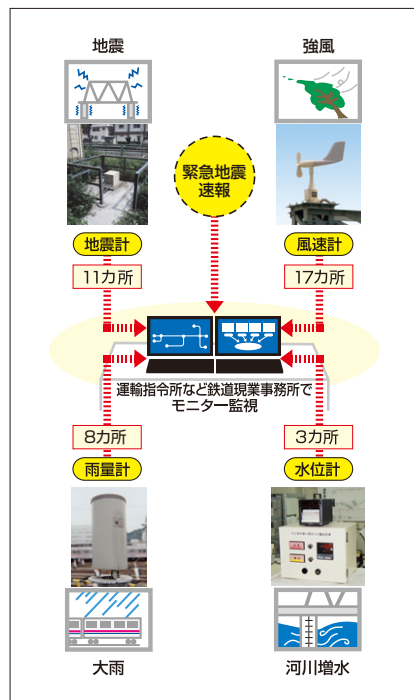 地震
強風
緊急地震
速報
地震計
風速計
11カ所
17カ所
運輸指令所など鉄道現業事務所で
モニター監視
8カ所
3カ所
雨量計
水位計
大雨
河川増水